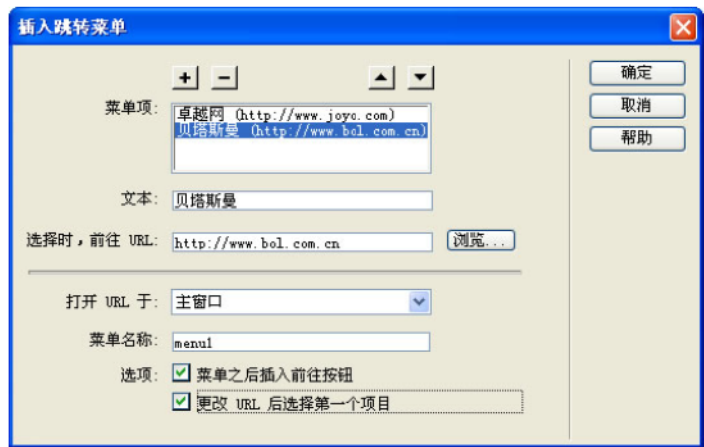 插入跳转菜单
确定
取消
帮助
菜单项:
卓越网 (http://www.joyo.com)
贝塔斯曼 (http://www.bol.com.cn)
文本: 贝塔斯曼
选择时，前往 URL: http://www.bol.com.cn 浏览...
打开 URL 于: 主窗口
菜单名称: menu1
选项: 菜单之后插入前往按钮
更改 URL 后选择第一个项目